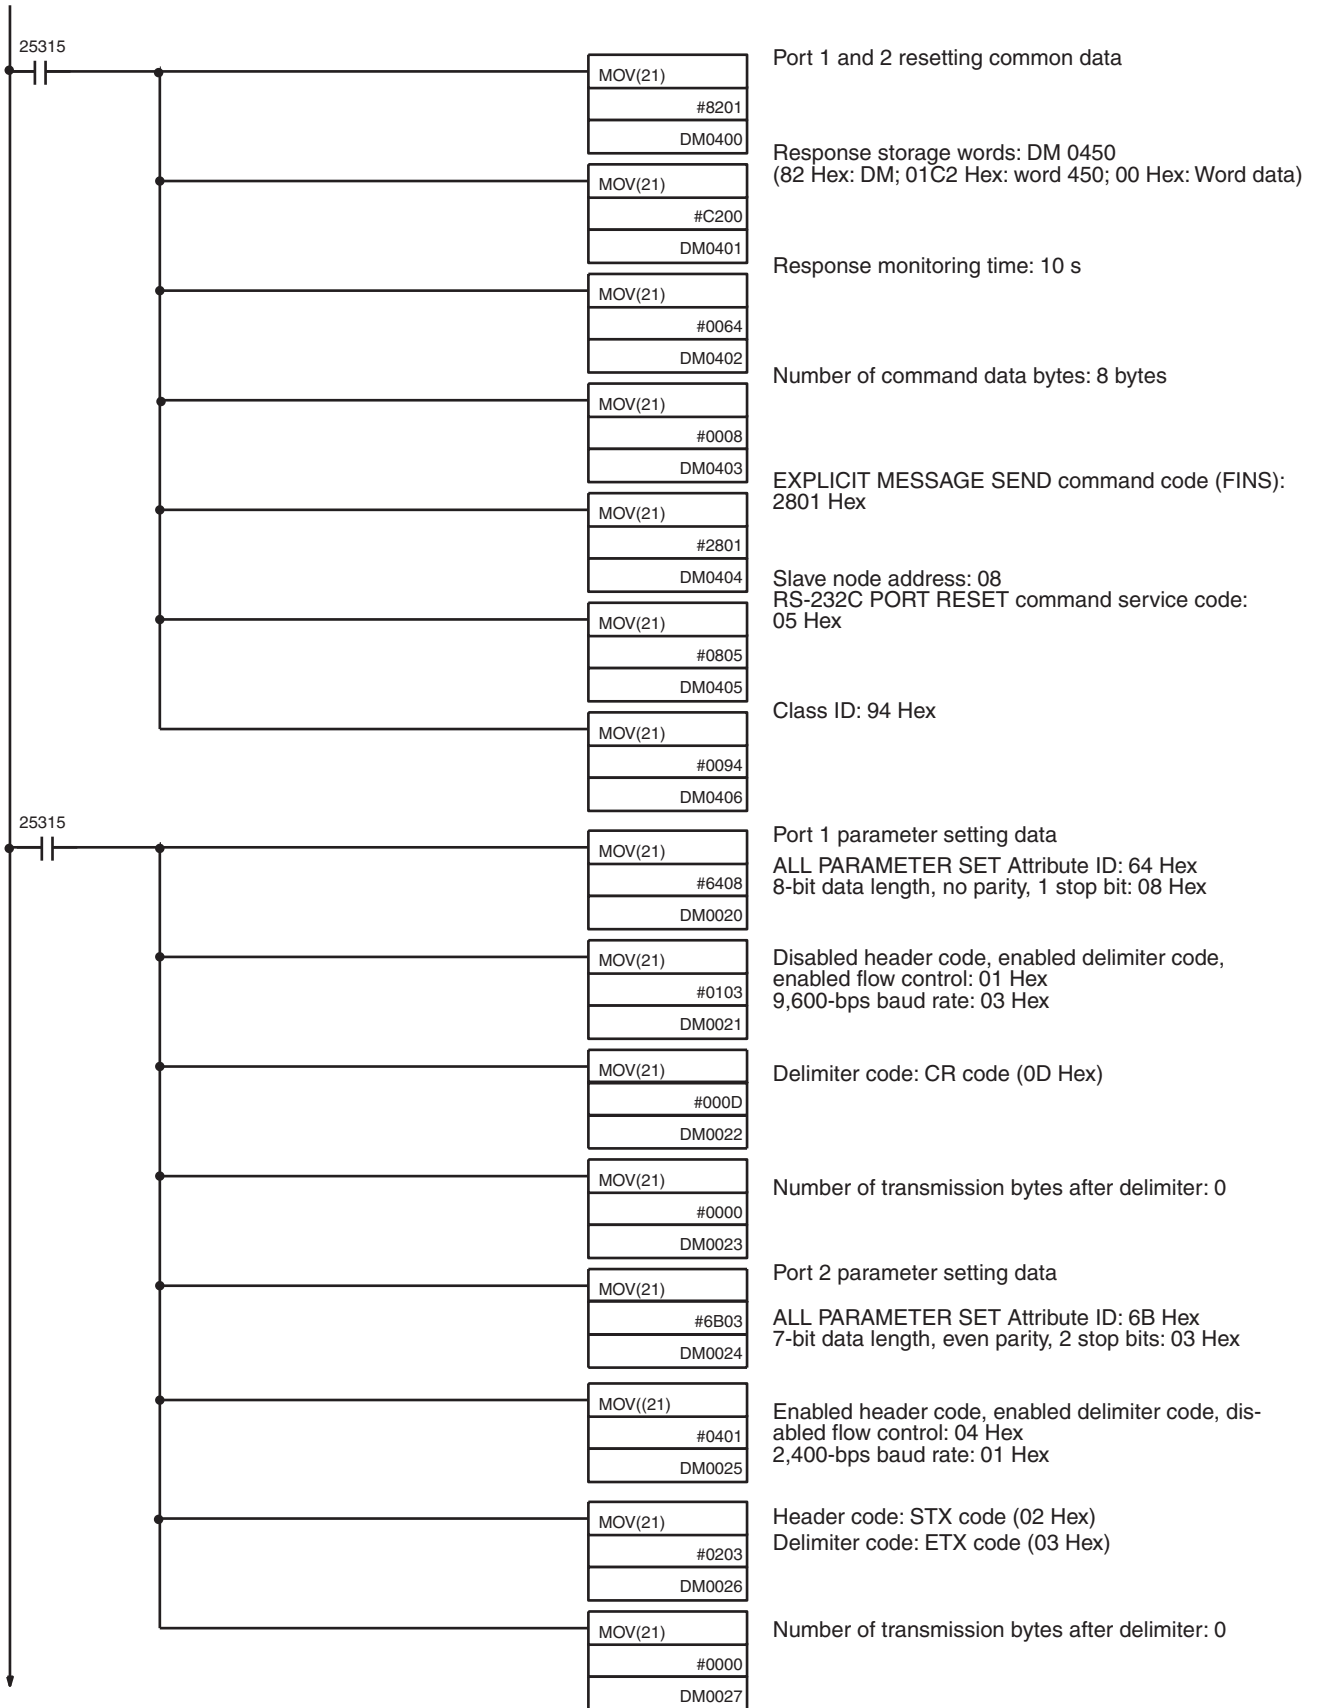 25315
MOV(21)
#8201
DM0400
Port 1 and 2 resetting common data
MOV(21)
#C200
DM0401
Response storage words: DM 0450
(82 Hex: DM; 01C2 Hex: word 450; 00 Hex: Word data)
MOV(21)
#0064
DM0402
Response monitoring time: 10 s
MOV(21)
#0008
DM0403
Number of command data bytes: 8 bytes
MOV(21)
#2801
DM0404
EXPLICIT MESSAGE SEND command code (FINS):
2801 Hex
MOV(21)
#0805
DM0405
Slave node address: 08
RS-232C PORT RESET command service code:
05 Hex
MOV(21)
#0094
DM0406
Class ID: 94 Hex
25315
MOV(21)
#6408
DM0020
Port 1 parameter setting data
ALL PARAMETER SET Attribute ID: 64 Hex
8-bit data length, no parity, 1 stop bit: 08 Hex
MOV(21)
#0103
DM0021
Disabled header code, enabled delimiter code,
enabled flow control: 01 Hex
9,600-bps baud rate: 03 Hex
MOV(21)
#000D
DM0022
Delimiter code: CR code (0D Hex)
MOV(21)
#0000
DM0023
Number of transmission bytes after delimiter: 0
MOV(21)
#6B03
DM0024
Port 2 parameter setting data
ALL PARAMETER SET Attribute ID: 6B Hex
7-bit data length, even parity, 2 stop bits: 03 Hex
MOV((21)
#0401
DM0025
Enabled header code, enabled delimiter code, dis-
abled flow control: 04 Hex
2,400-bps baud rate: 01 Hex
MOV(21)
#0203
DM0026
Header code: STX code (02 Hex)
Delimiter code: ETX code (03 Hex)
MOV(21)
#0000
DM0027
Number of transmission bytes after delimiter: 0